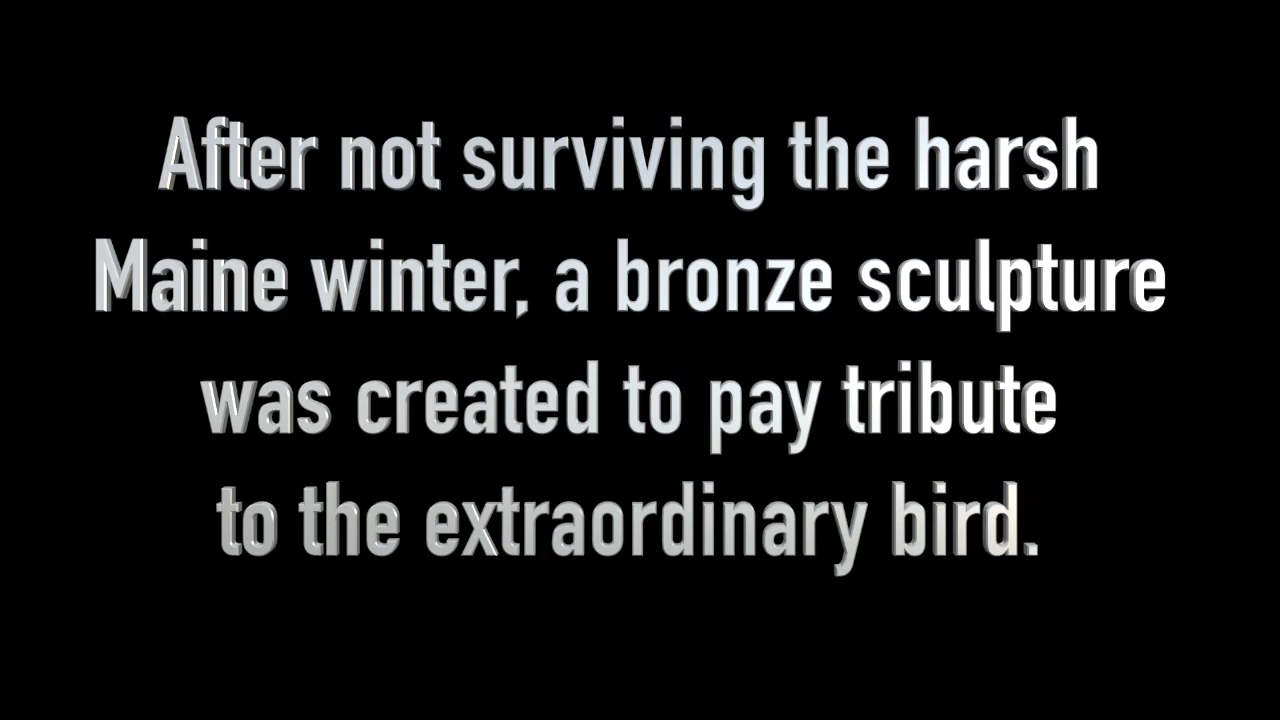 After not surviving the harsh
Maine winter, a bronze sculpture
was created to pay tribute
to the extraordinary bird.